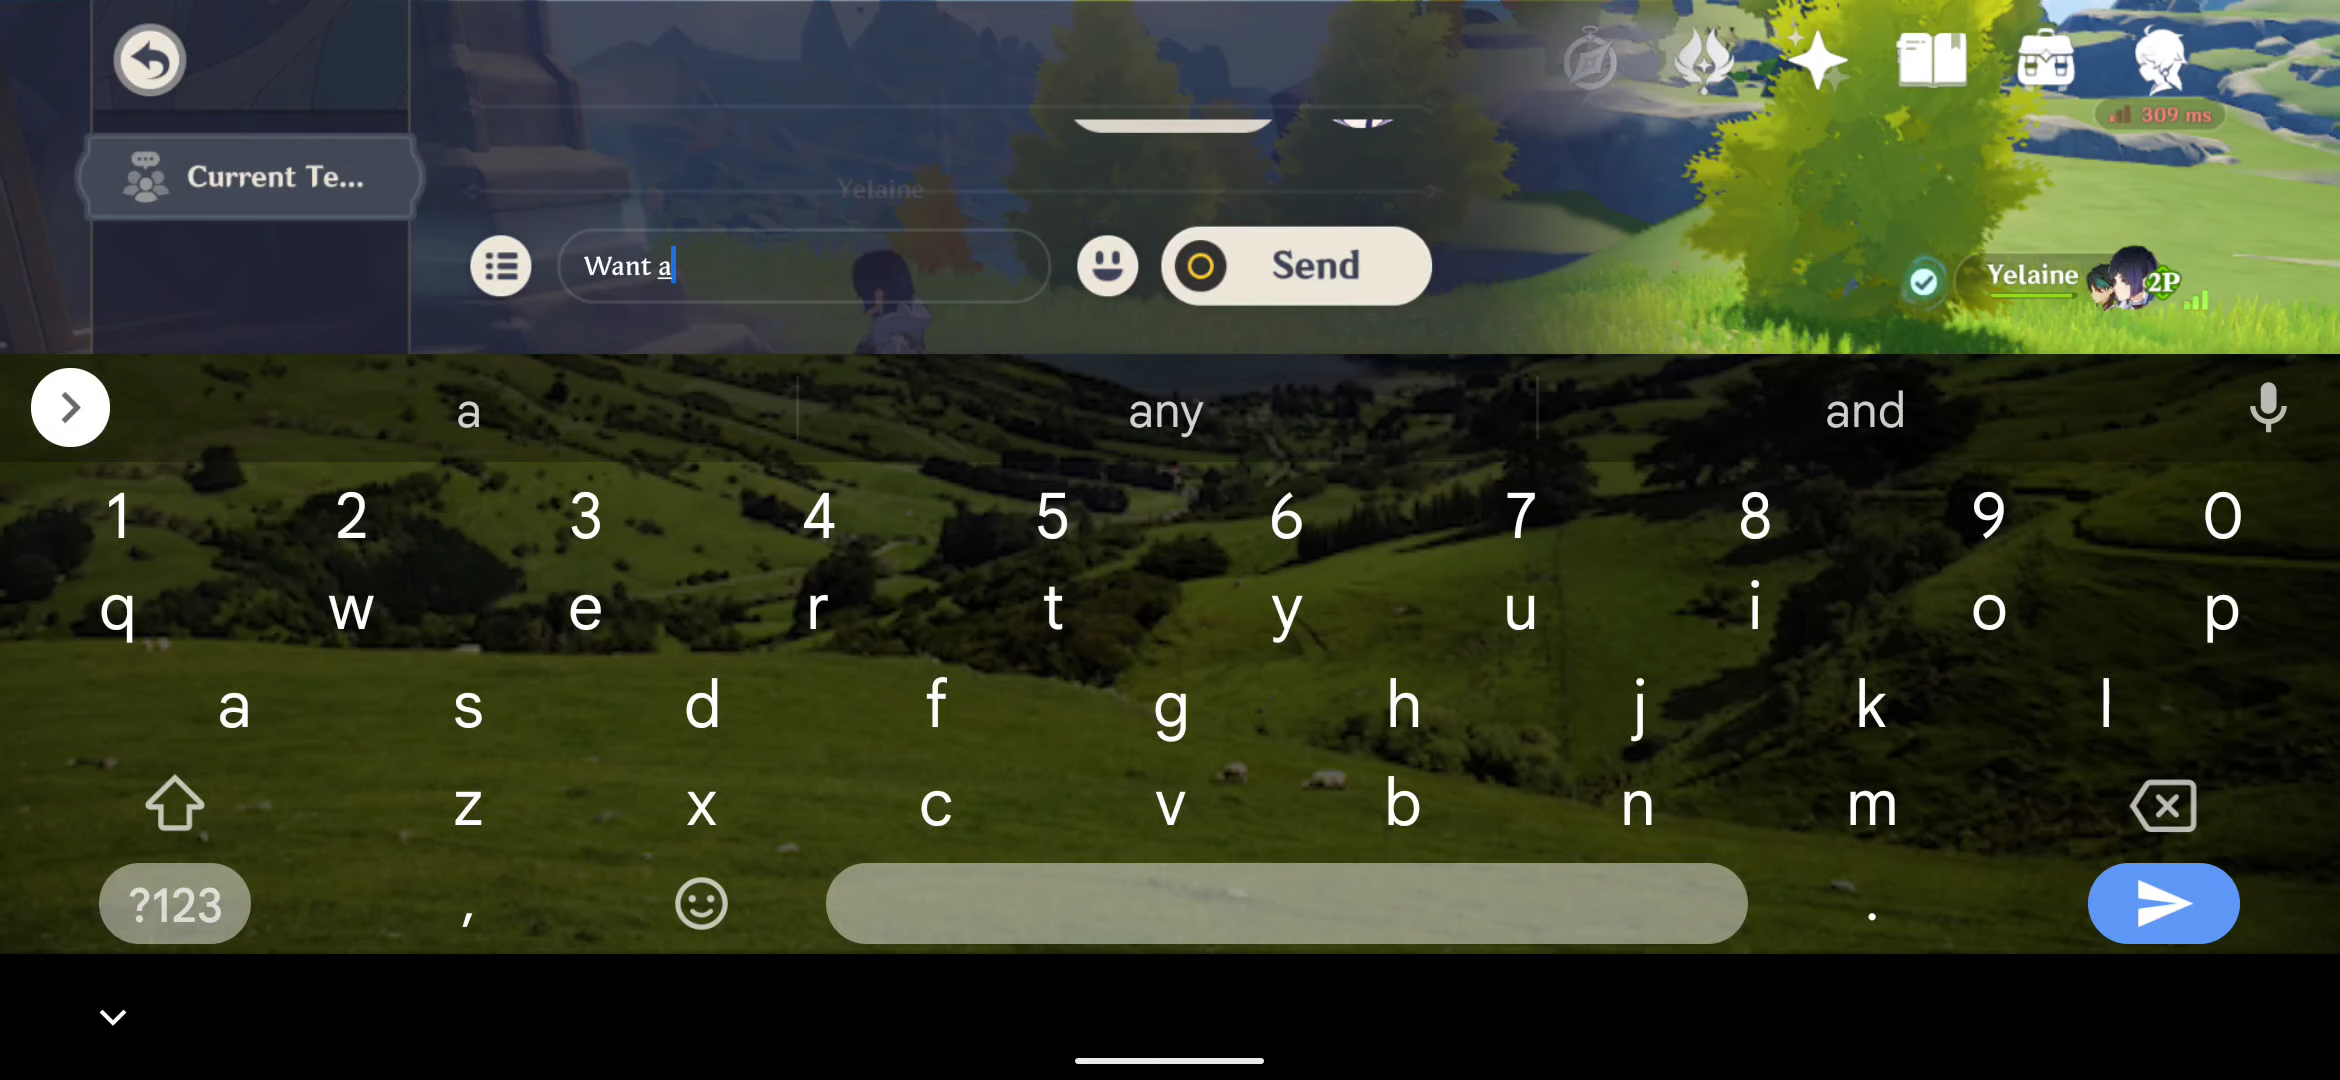 309 ms
Current Te...
Yelaine
Want a
Send
Yelaine
2P
a any and
1 2 3 4 5 6 7 8 9 0
q w e r t y u i o p
a s d f g h j k l
z x c v b n m
?123 , .